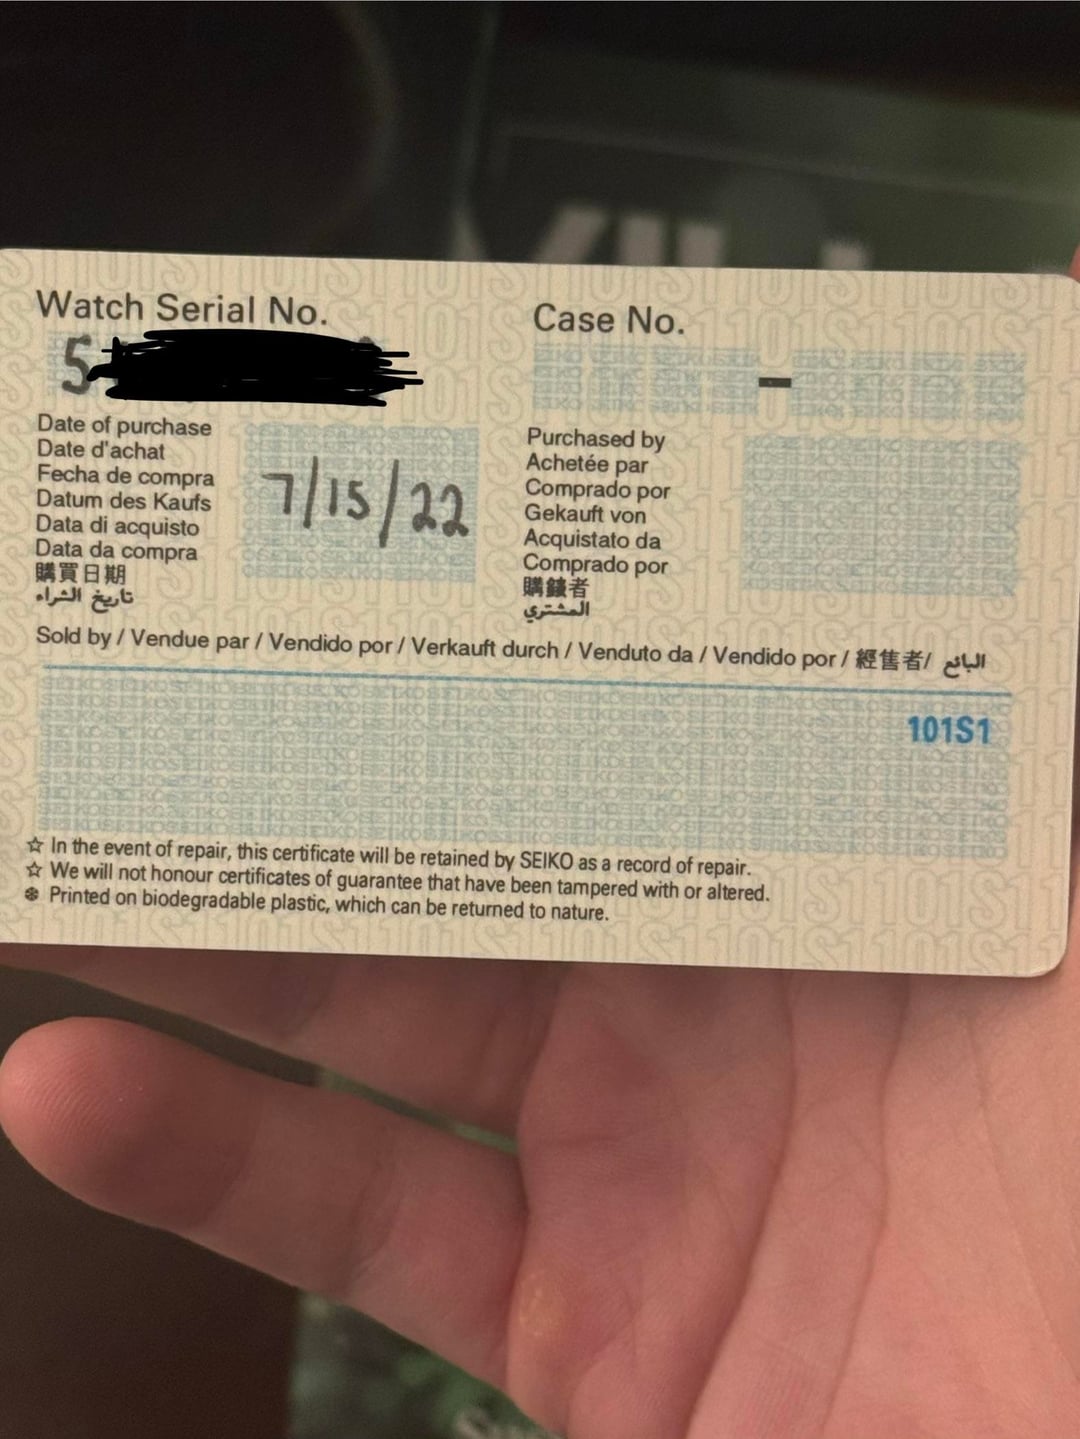 Watch Serial No.
5
Date of purchase
Date d'achat
Fecha de compra
Datum des Kaufs
Data di acquisto
Data da compra
購買日期
تاريخ الشراء
7/15/22
Case No.
-
Purchased by
Achetée par
Comprado por
Gekauft von
Acquistato da
Comprado por
المشتري
Sold by / Vendue par / Vendido por / Verkauft durch / Venduto da / Vendido por / 經售者/ البائع
101S1
☆ In the event of repair, this certificate will be retained by SEIKO as a record of repair.
☆ We will not honour certificates of guarantee that have been tampered with or altered.
❃ Printed on biodegradable plastic, which can be returned to nature.